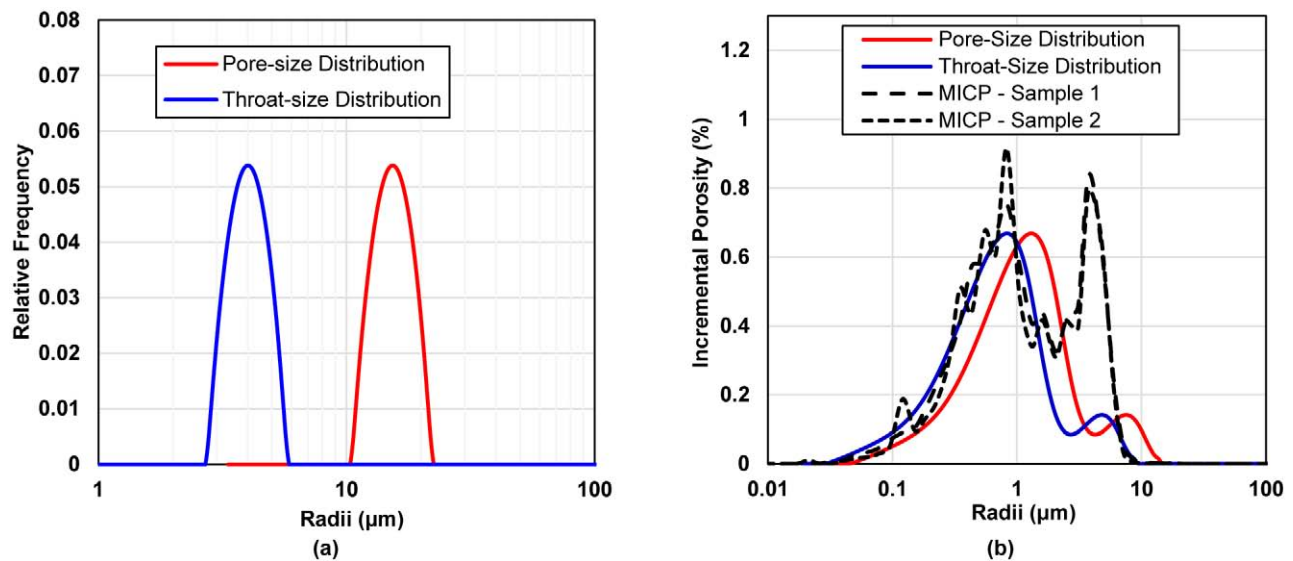 0.08
0.07
0.06
0.05
0.04
0.03
0.02
0.01
0
Relative Frequency
Pore-size Distribution
Throat-size Distribution
1
10
100
Radii (µm)
(a)
1.2
1
0.8
0.6
0.4
0.2
0
Incremental Porosity (%)
Pore-Size Distribution
Throat-Size Distribution
MICP - Sample 1
MICP - Sample 2
0.01
0.1
1
10
100
Radii (µm)
(b)